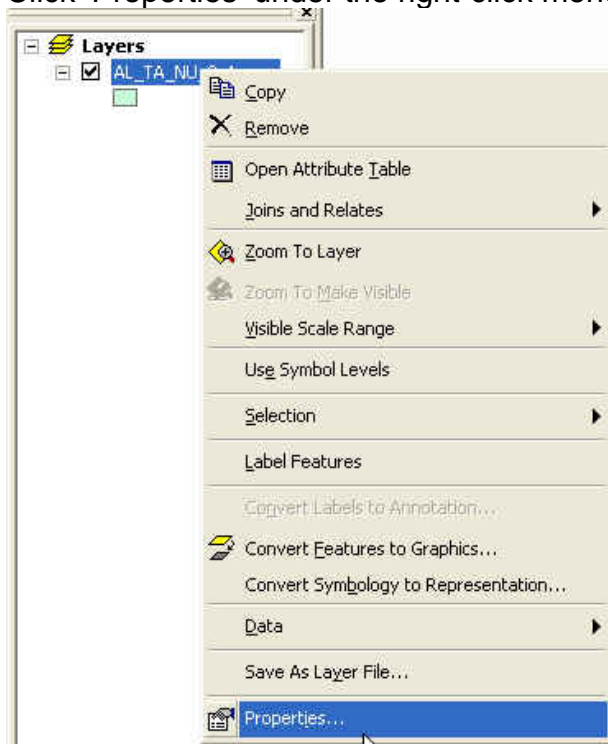 Click 'Properties' under the right-click menu
Layers
AL_TA_NU
Copy
Remove
Open Attribute Table
Joins and Relates
Zoom To Layer
Zoom To Make Visible
Visible Scale Range
Use Symbol Levels
Selection
Label Features
Convert Labels to Annotation...
Convert Features to Graphics...
Convert Symbology to Representation...
Data
Save As Layer File...
Properties...